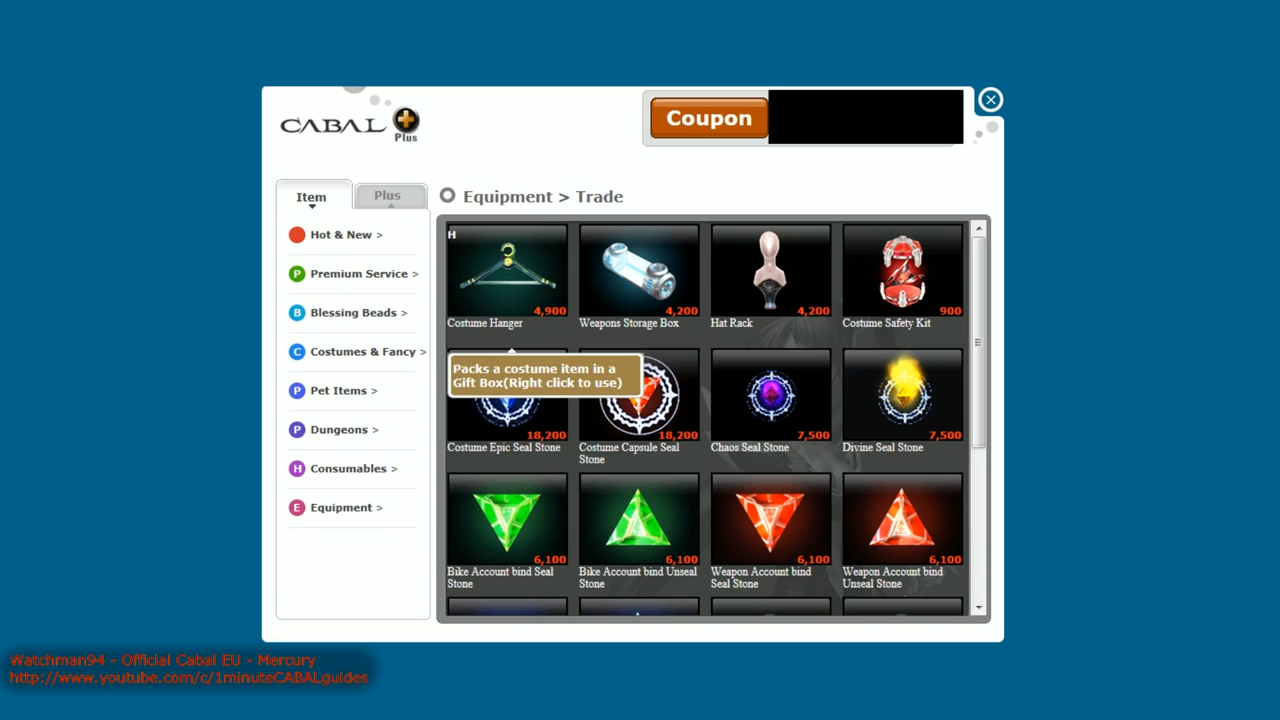 CABAL
Plus
Coupon
Item
Plus
Equipment > Trade
Hot & New >
P Premium Service >
B Blessing Beads >
C Costumes & Fancy >
P Pet Items >
D Dungeons >
H Consumables >
E Equipment >
H
4,900
4,200
4,200
900
Costume Hanger
Weapons Storage Box
Hat Rack
Costume Safety Kit
Packs a costume item in a
Gift Box(Right click to use)
18,200
18,200
7,500
7,500
Costume Epic Seal Stone
Costume Capsule Seal
Stone
Chaos Seal Stone
Divine Seal Stone
6,100
6,100
6,100
6,100
Bike Account bind Seal
Stone
Bike Account bind Unseal
Stone
Weapon Account bind
Seal Stone
Weapon Account bind
Unseal Stone
Watchman94 - Official Cabal EU - Mercury
http://www.youtube.com/c/1minuteCABALguides